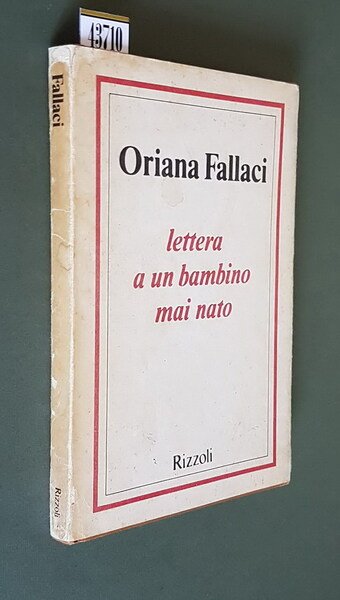 43710
Fallaci
Rizzoli
Oriana Fallaci
lettera
a un bambino
mai nato
Rizzoli